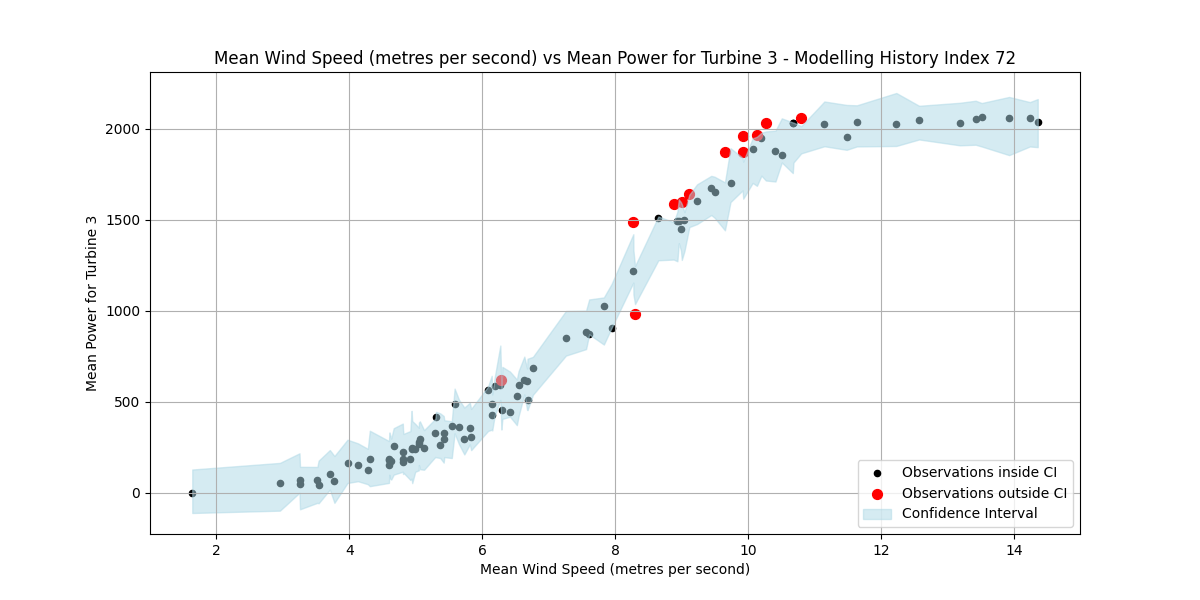 Mean Wind Speed (metres per second) vs Mean Power for Turbine 3 - Modelling History Index 72
Mean Power for Turbine 3
2000
1500
1000
500
0
Observations inside CI
Observations outside CI
Confidence Interval
2 4 6 8 10 12 14
Mean Wind Speed (metres per second)